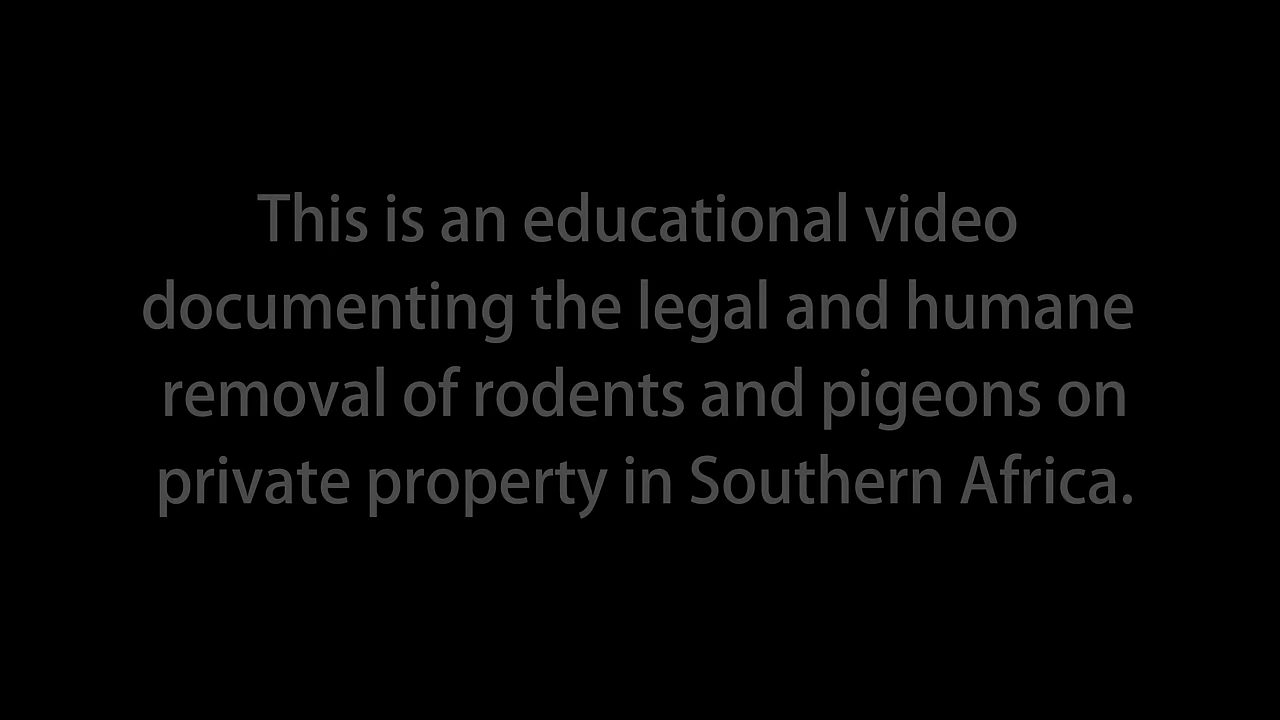 This is an educational video
documenting the legal and humane
removal of rodents and pigeons on
private property in Southern Africa.